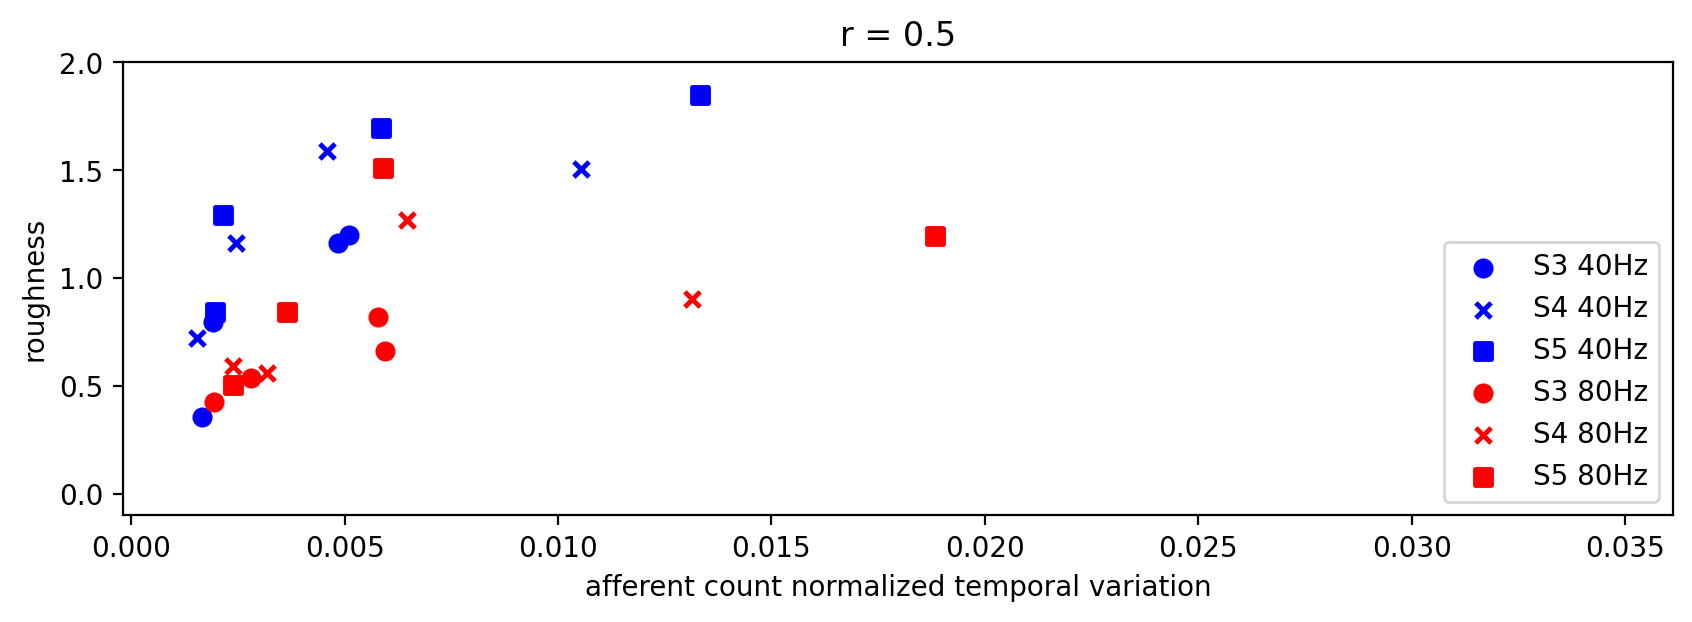 r = 0.5
2.0
1.5
1.0
0.5
0.0
roughness
S3 40Hz
S4 40Hz
S5 40Hz
S3 80Hz
S4 80Hz
S5 80Hz
0.000 0.005 0.010 0.015 0.020 0.025 0.030 0.035
afferent count normalized temporal variation